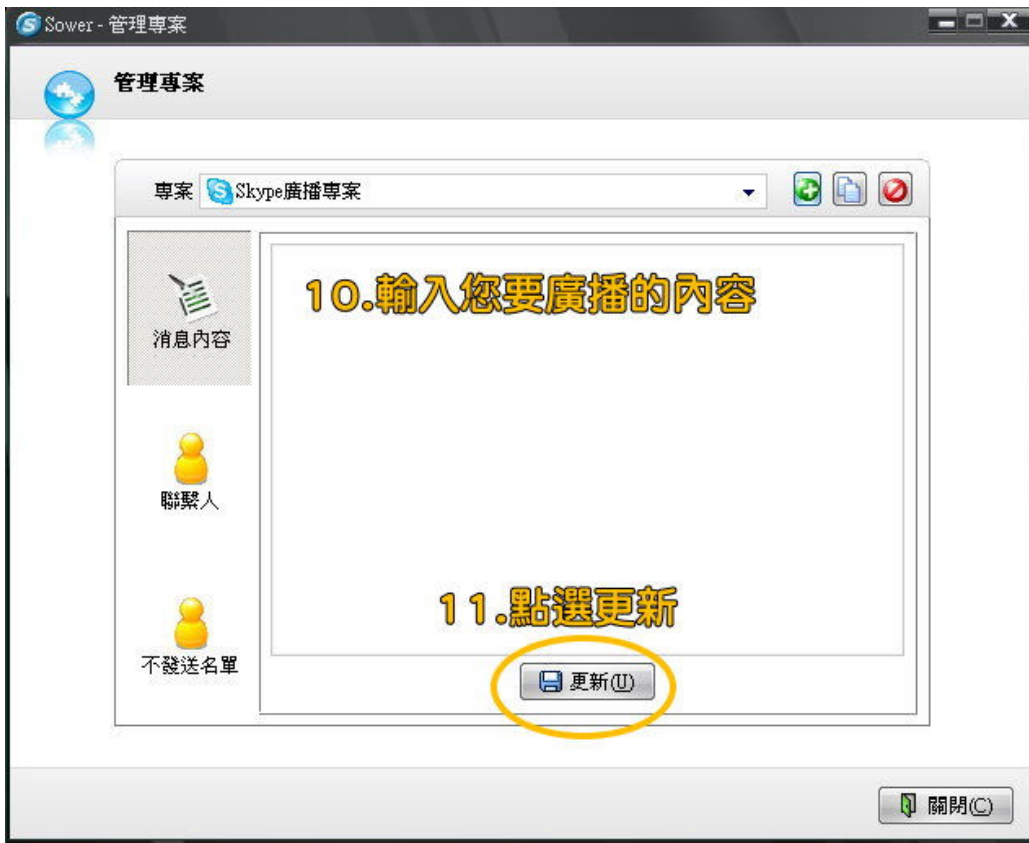 Sower - 管理專案
管理專案
專案 Skype廣播專案
10.輸入您要廣播的內容
消息內容
聯繫人
11.點選更新
不發送名單
更新(U)
關閉(C)